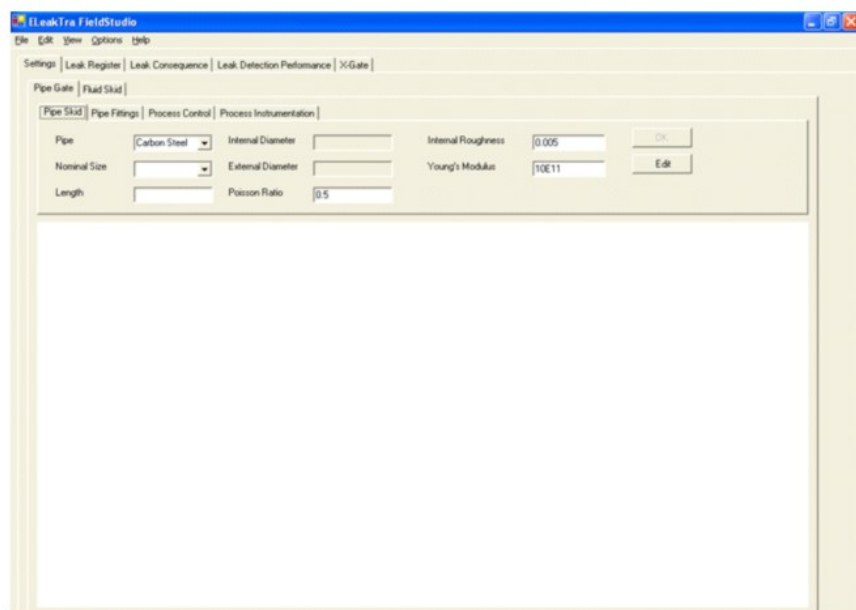 ELeakTra FieldStudio
File Edit View Options Help
Settings Leak Register Leak Consequence Leak Detection Performance X-Gate
Pipe Gate Fluid Skid
Pipe Skid Pipe Fittings Process Control Process Instrumentation
Pipe Carbon Steel Internal Diameter Internal Roughness 0.005 OK
Nominal Size External Diameter Young's Modulus 10E11 Edit
Length Poisson Ratio 0.5